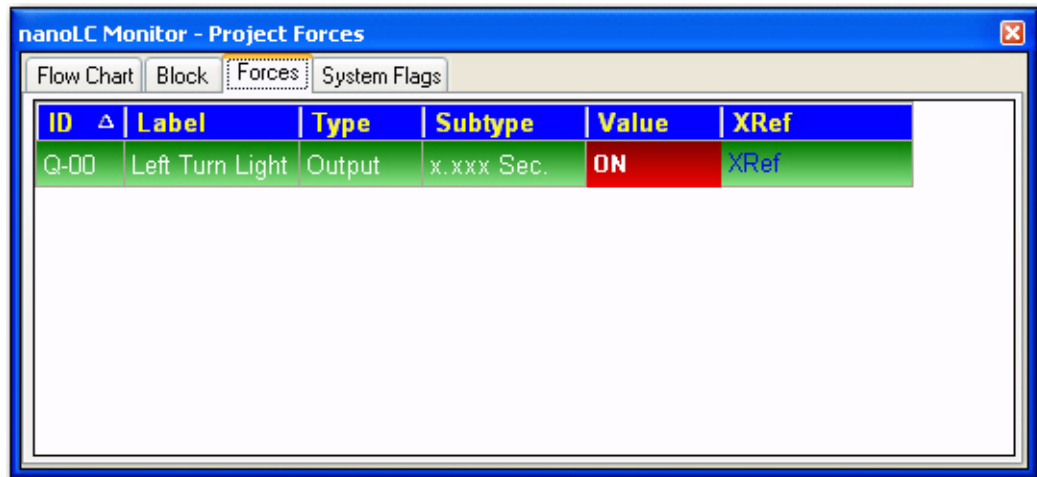 nanoLC Monitor - Project Forces
Flow Chart Block Forces System Flags
ID Label Type Subtype Value XRef
Q-00 Left Turn Light Output x.xxx Sec. ON XRef